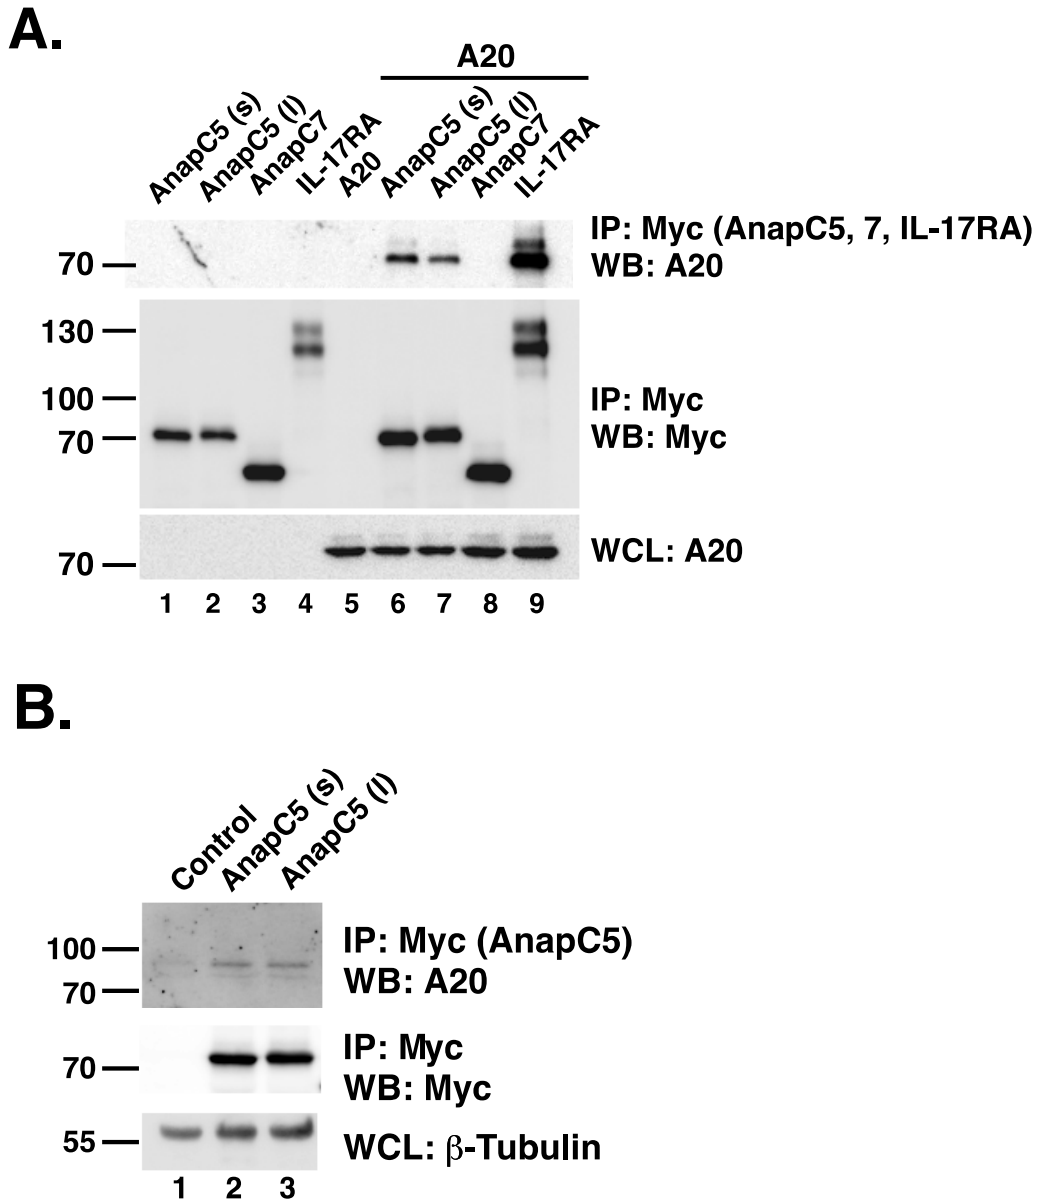 A.
A20
AnapC5 (s)
AnapC5 (l)
AnapC7
IL-17RA
A20
AnapC5 (s)
AnapC5 (l)
AnapC7
IL-17RA
IP: Myc (AnapC5, 7, IL-17RA)
WB: A20
70
130
100
70
IP: Myc
WB: Myc
70
WCL: A20
1 2 3 4 5 6 7 8 9
B.
Control
AnapC5 (s)
AnapC5 (l)
100
70
IP: Myc (AnapC5)
WB: A20
70
IP: Myc
WB: Myc
55
WCL: β-Tubulin
1 2 3